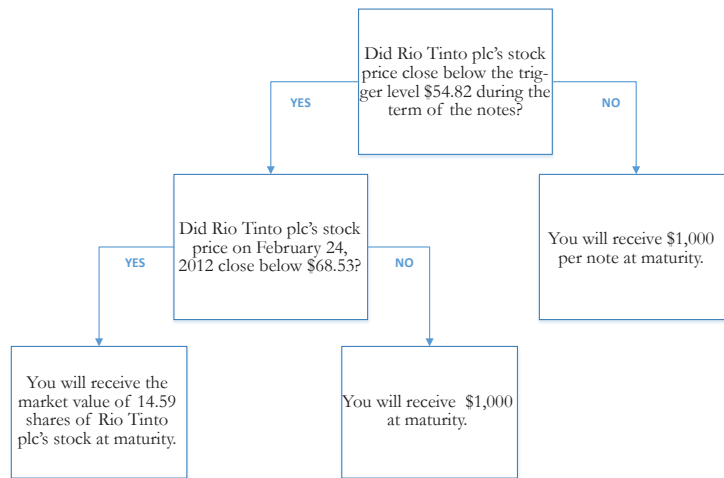 Did Rio Tinto plc's stock
price close below the trig-
ger level $54.82 during the
term of the notes?
YES
NO
Did Rio Tinto plc's stock
price on February 24,
2012 close below $68.53?
You will receive $1,000
per note at maturity.
YES
NO
You will receive the
market value of 14.59
shares of Rio Tinto
plc's stock at maturity.
You will receive $1,000
at maturity.